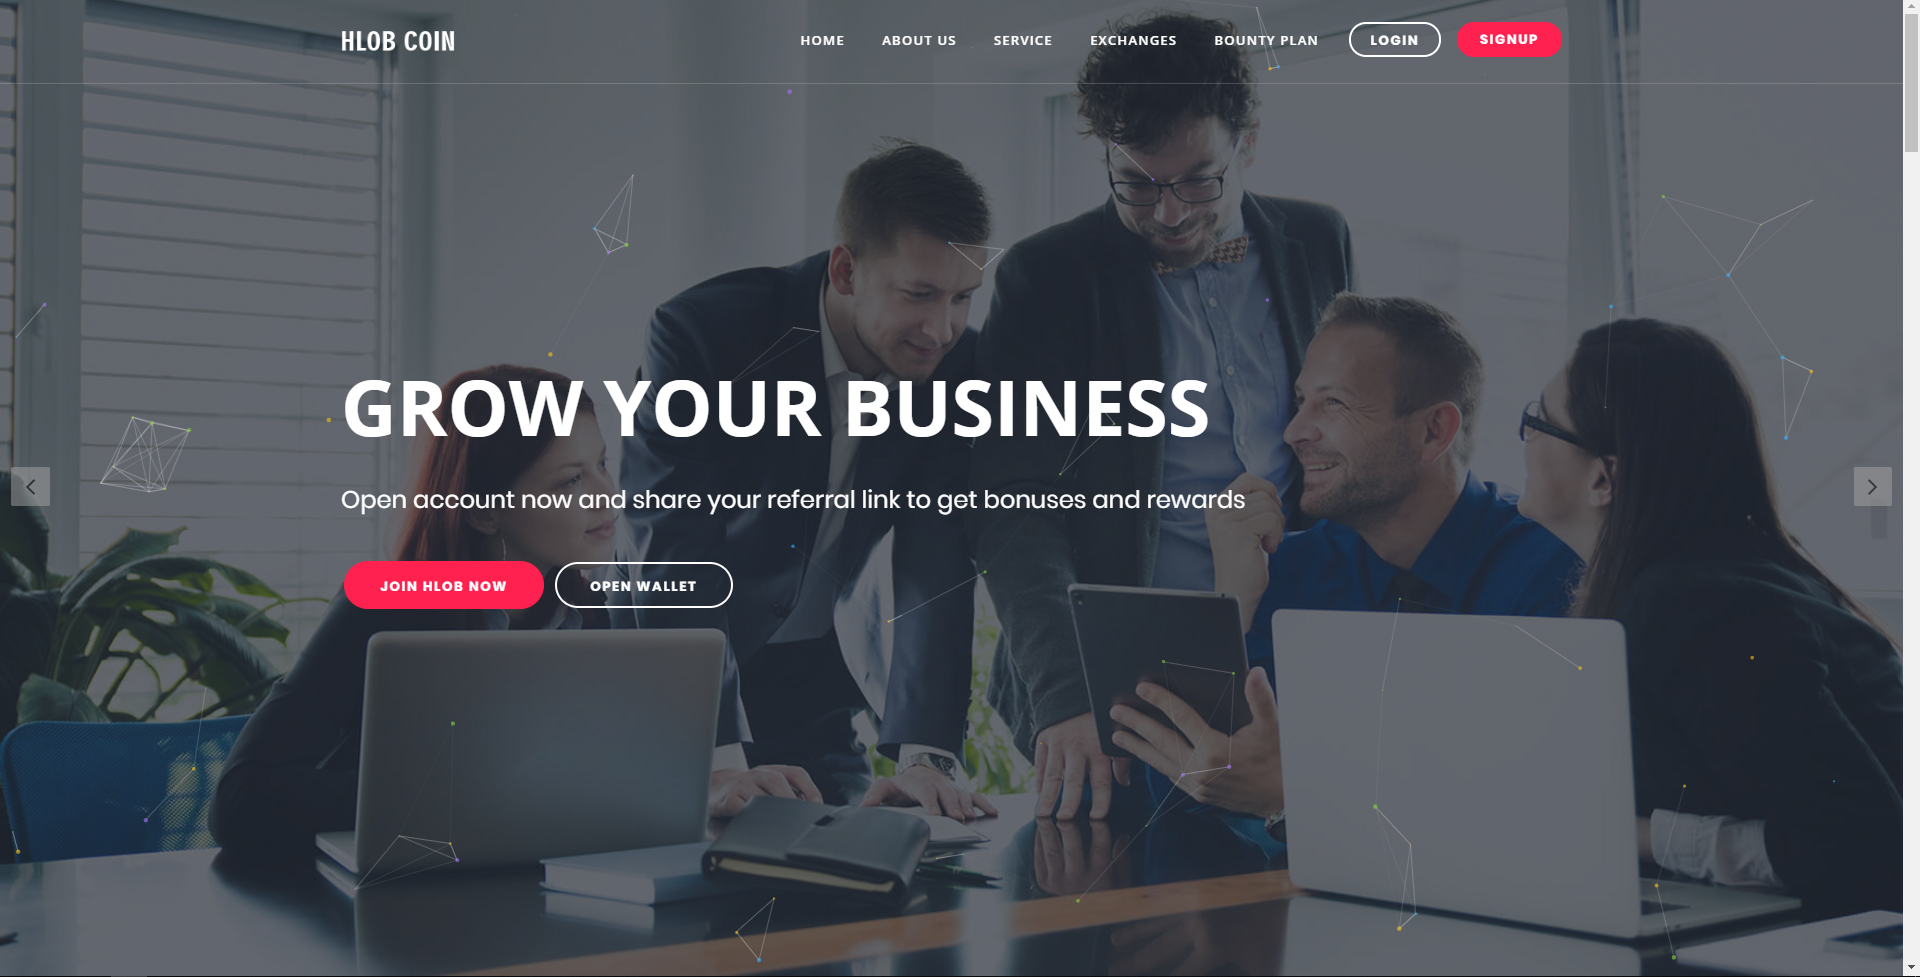 HLOB COIN
HOME
ABOUT US
SERVICE
EXCHANGES
BOUNTY PLAN
LOGIN
SIGNUP
GROW YOUR BUSINESS
Open account now and share your referral link to get bonuses and rewards
JOIN HLOB NOW
OPEN WALLET